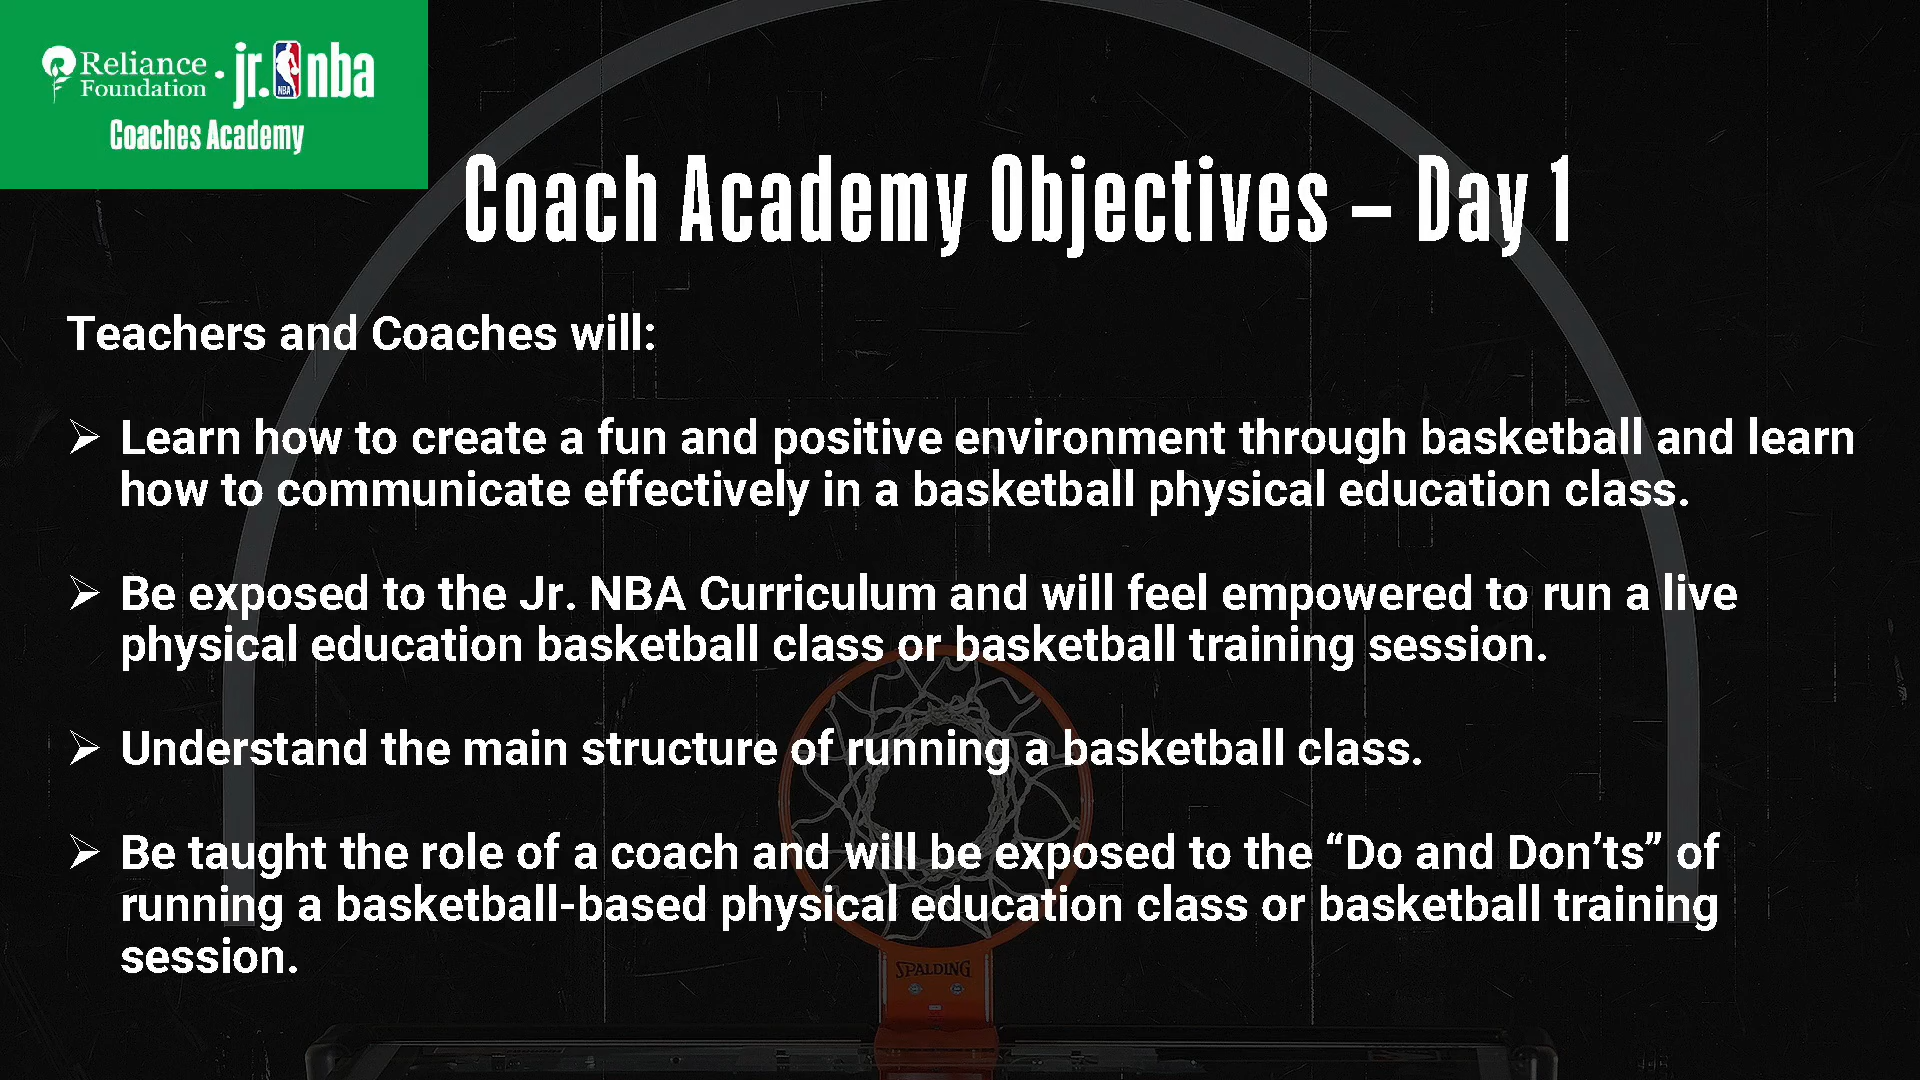 Reliance
Foundation
jr. nba
NBA
Coaches Academy
Coach Academy Objectives – Day 1
Teachers and Coaches will:
➢ Learn how to create a fun and positive environment through basketball and learn
how to communicate effectively in a basketball physical education class.
➢ Be exposed to the Jr. NBA Curriculum and will feel empowered to run a live
physical education basketball class or basketball training session.
➢ Understand the main structure of running a basketball class.
➢ Be taught the role of a coach and will be exposed to the “Do and Don’ts” of
running a basketball-based physical education class or basketball training
session.
SPALDING